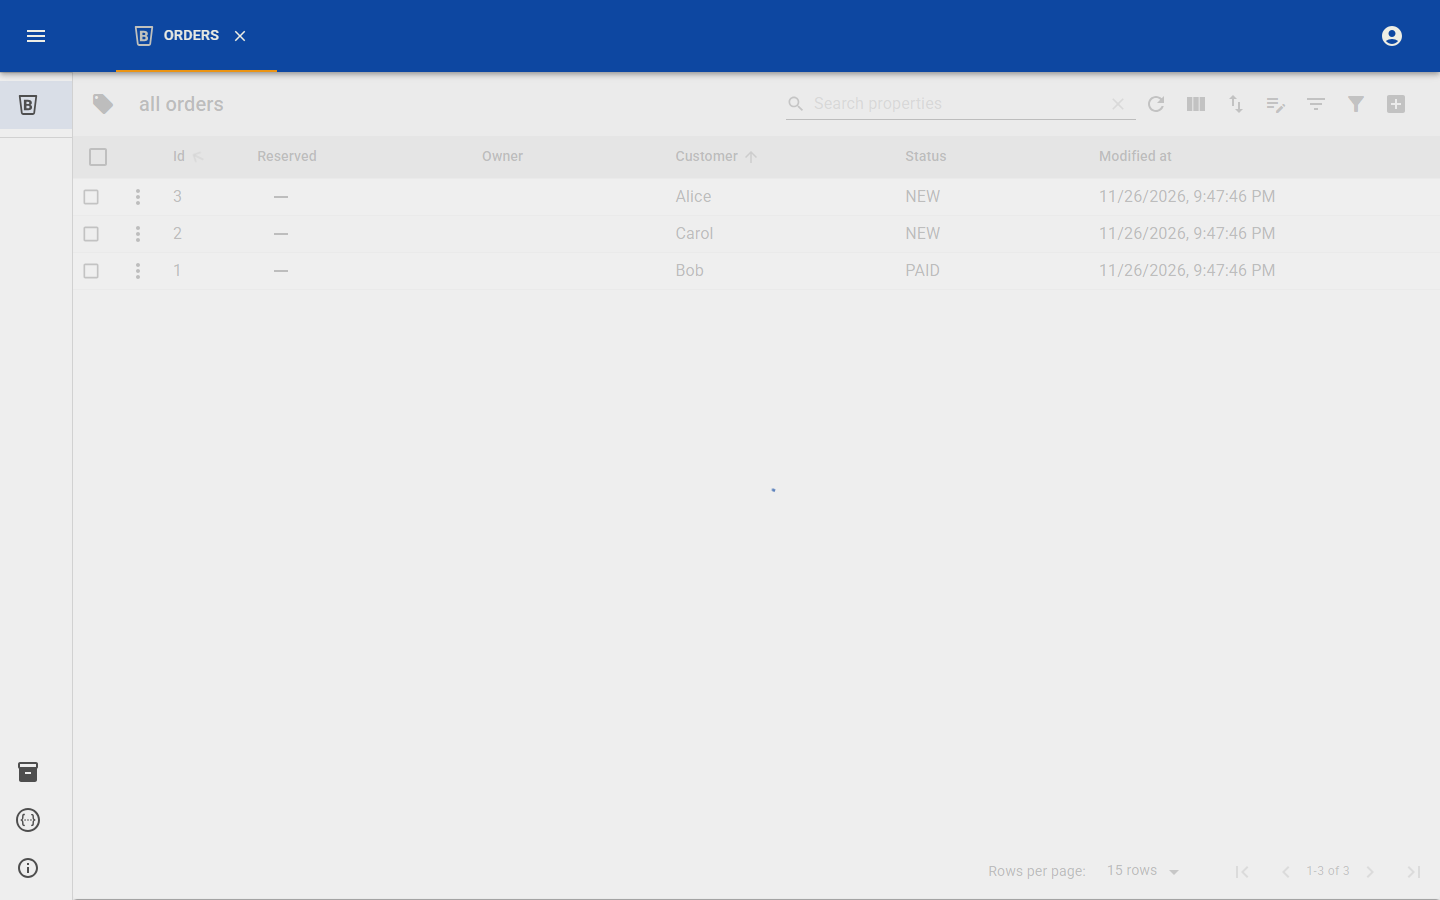 ORDERS
all orders
Search properties
Id Reserved Owner Customer Status Modified at
3 — Alice NEW 11/26/2026, 9:47:46 PM
2 — Carol NEW 11/26/2026, 9:47:46 PM
1 — Bob PAID 11/26/2026, 9:47:46 PM
Rows per page: 15 rows 1-3 of 3